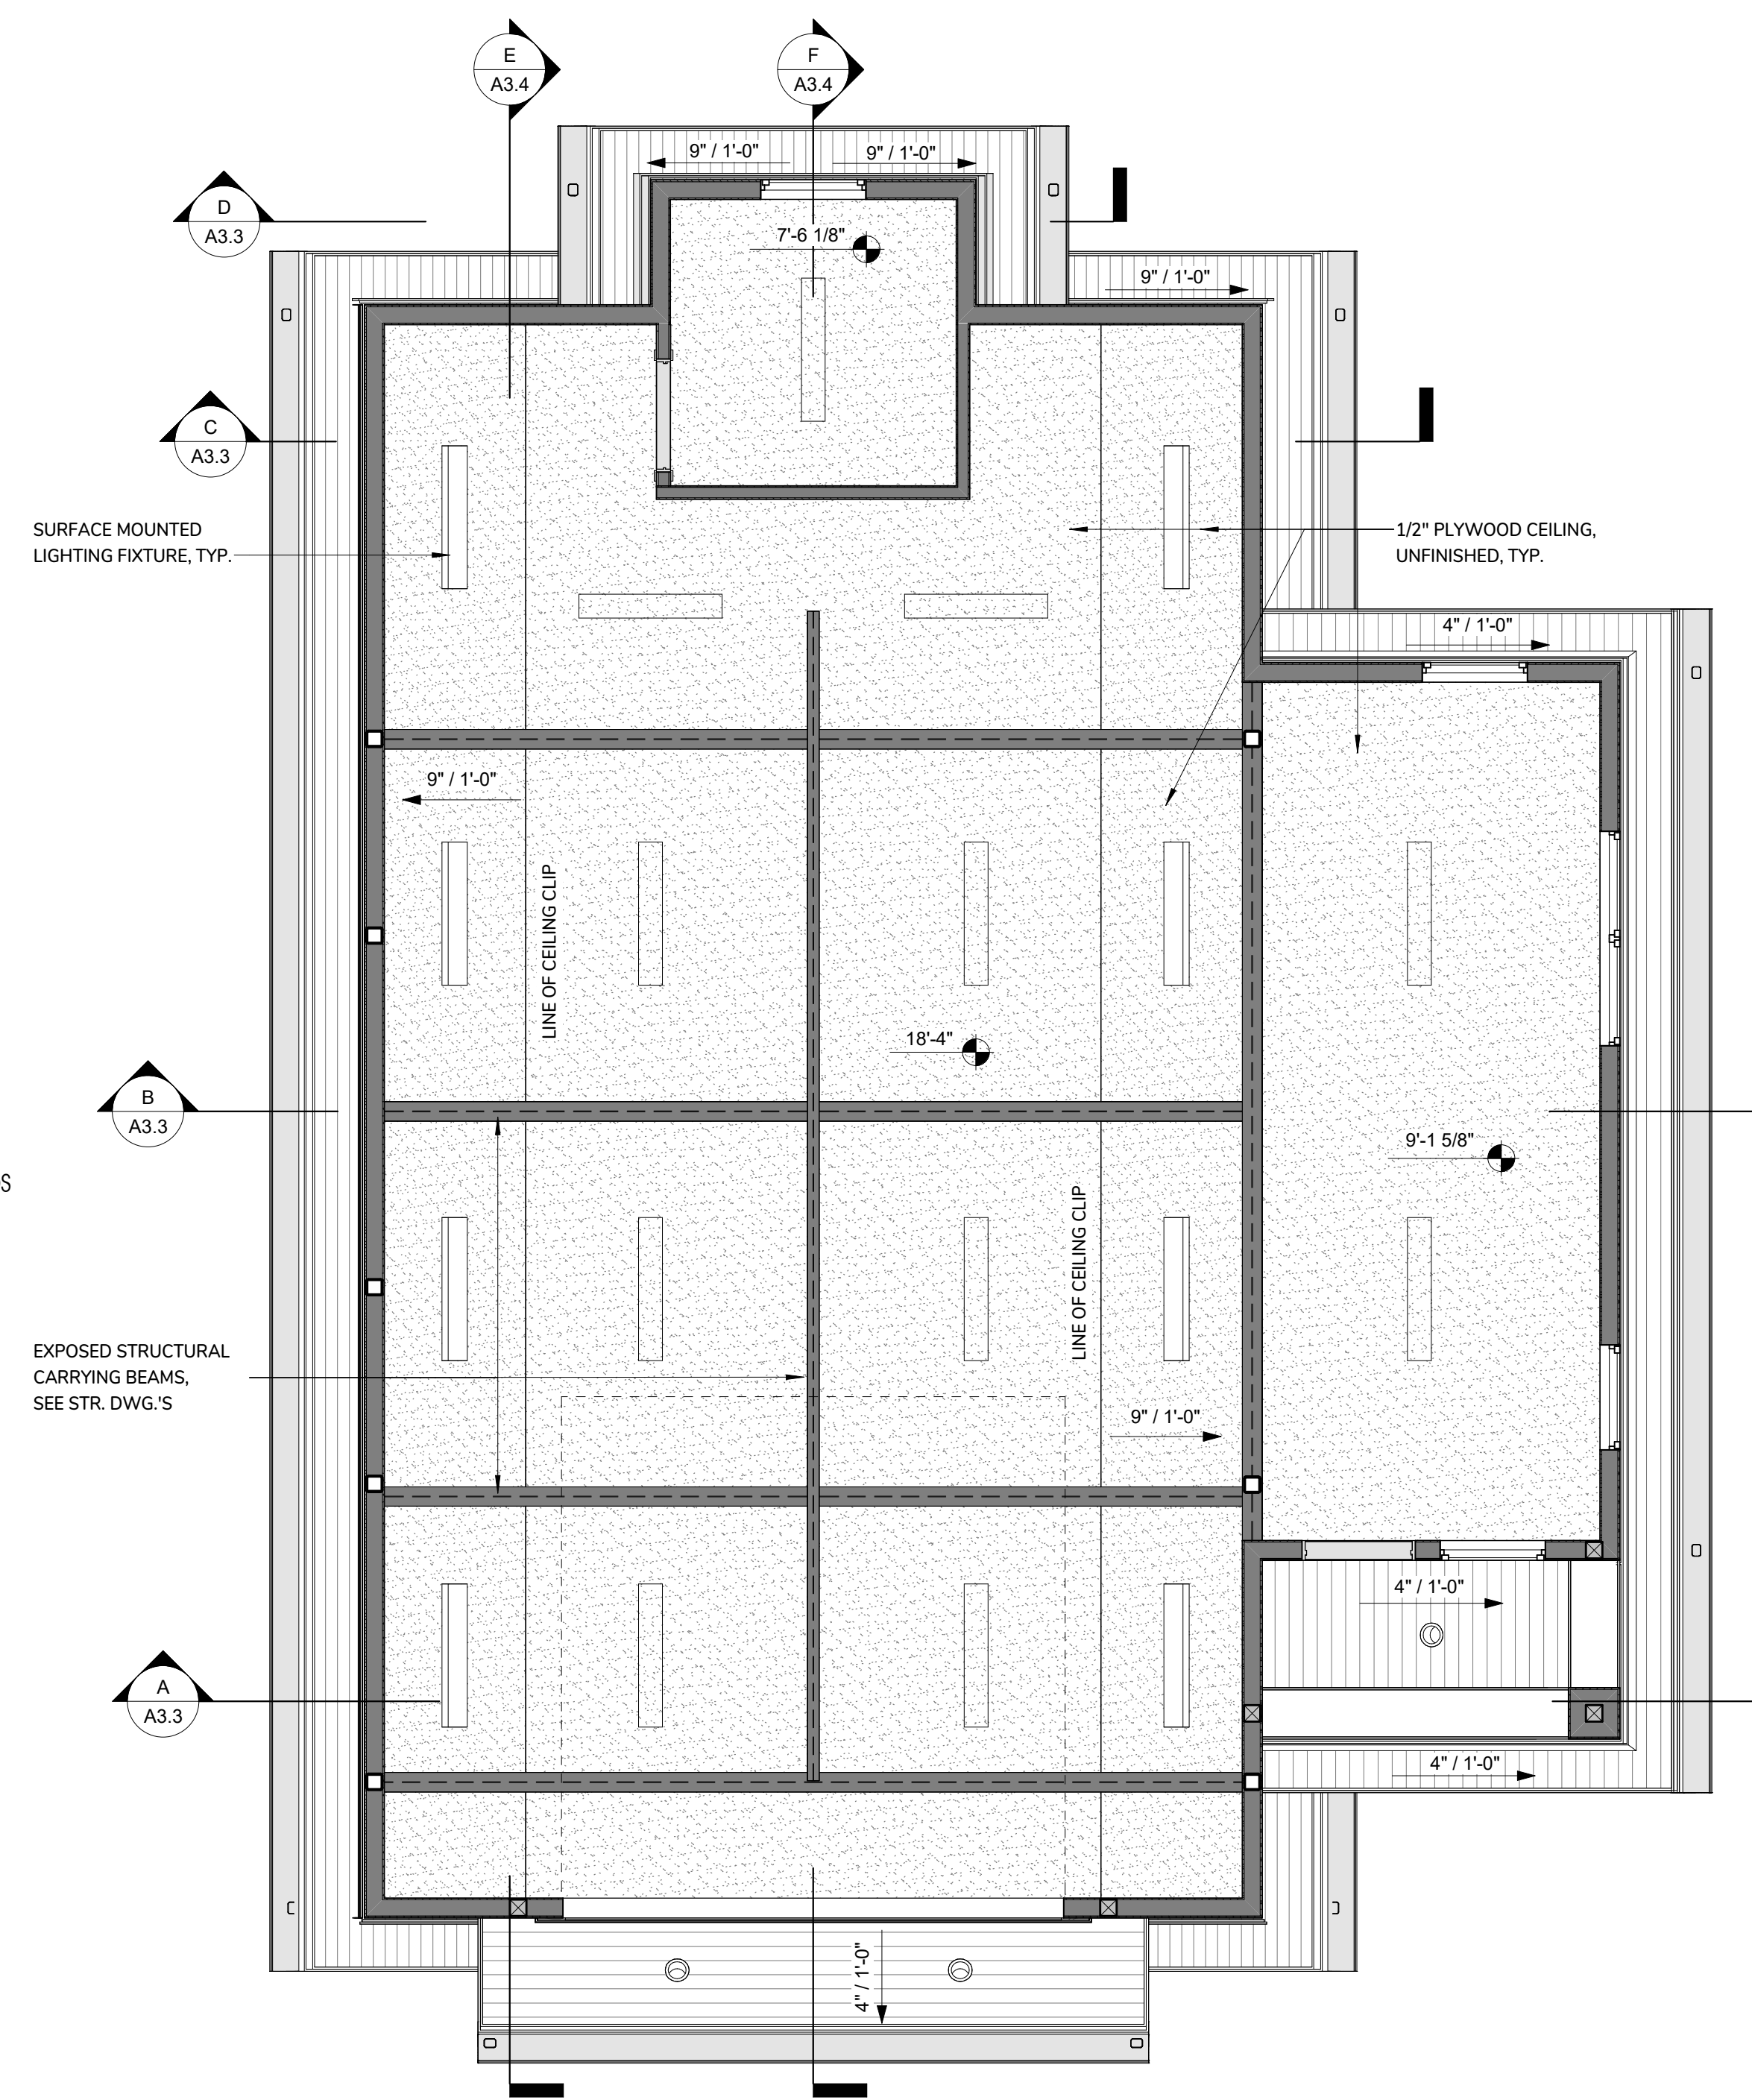 E
A3.4
F
A3.4
9" / 1'-0"
9" / 1'-0"
D
A3.3
7'-6 1/8"
9" / 1'-0"
C
A3.3
SURFACE MOUNTED
LIGHTING FIXTURE, TYP.
1/2" PLYWOOD CEILING,
UNFINISHED, TYP.
4" / 1'-0"
9" / 1'-0"
LINE OF CEILING CLIP
18'-4"
B
A3.3
9'-1 5/8"
S
LINE OF CEILING CLIP
EXPOSED STRUCTURAL
CARRYING BEAMS,
SEE STR. DWG.'S
9" / 1'-0"
4" / 1'-0"
A
A3.3
4" / 1'-0"
4" / 1'-0"